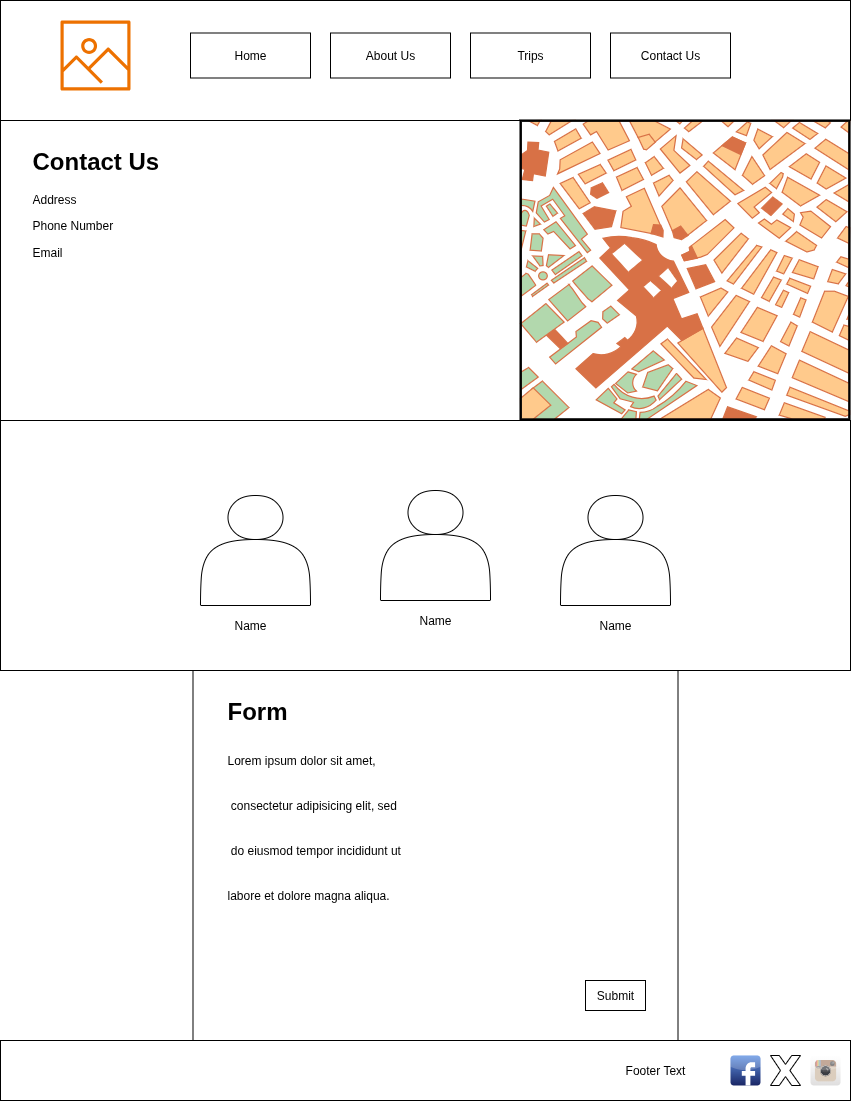 Home
About Us
Trips
Contact Us
Contact Us
Address
Phone Number
Email
Name
Name
Name
Form
Lorem ipsum dolor sit amet,
consectetur adipisicing elit, sed
do eiusmod tempor incididunt ut
labore et dolore magna aliqua.
Submit
Footer Text